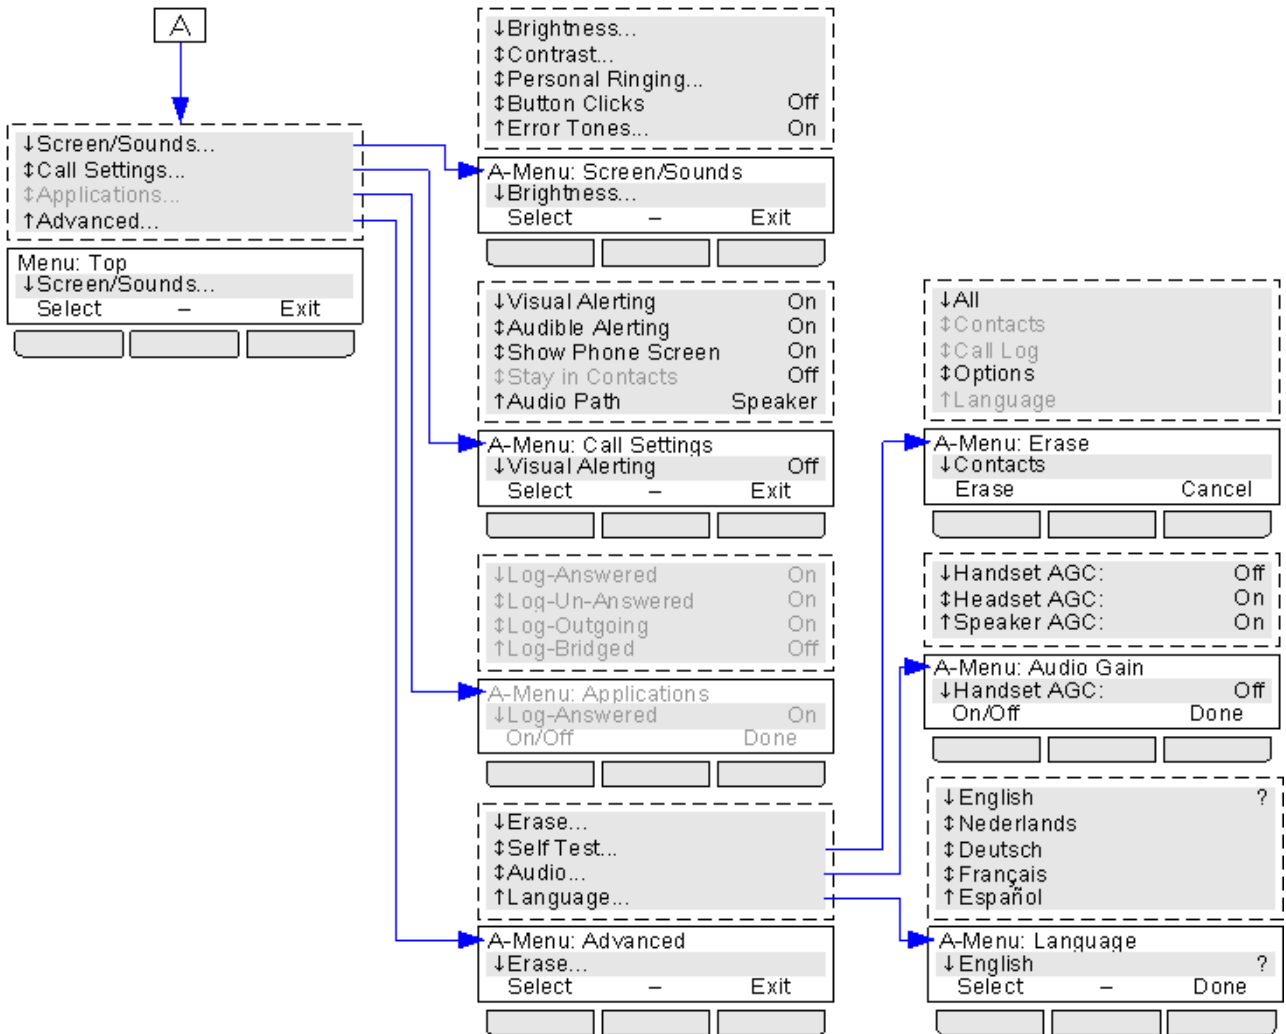 A
↓Screen/Sounds...
↕Call Settings...
↕Applications...
↑Advanced...
Menu: Top
↓Screen/Sounds...
Select – Exit
↓Brightness...
↕Contrast...
↕Personal Ringing...
↕Button Clicks Off
↑Error Tones... On
A-Menu: Screen/Sounds
↓Brightness...
Select – Exit
↓Visual Alerting On
↕Audible Alerting On
↕Show Phone Screen On
↕Stay in Contacts Off
↑Audio Path Speaker
A-Menu: Call Settings
↓Visual Alerting Off
Select – Exit
↓Log-Answered On
↕Log-Un-Answered On
↕Log-Outgoing On
↑Log-Bridged Off
A-Menu: Applications
↓Log-Answered On
On/Off Done
↓Erase...
↕Self Test...
↕Audio...
↑Language...
A-Menu: Advanced
↓Erase...
Select – Exit
↓All
↕Contacts
↕Call Log
↕Options
↑Language
A-Menu: Erase
↓Contacts
Erase Cancel
↓Handset AGC: Off
↕Headset AGC: On
↑Speaker AGC: On
A-Menu: Audio Gain
↓Handset AGC: Off
On/Off Done
↓English ?
↕Nederlands
↕Deutsch
↕Français
↑Español
A-Menu: Language
↓English ?
Select – Done